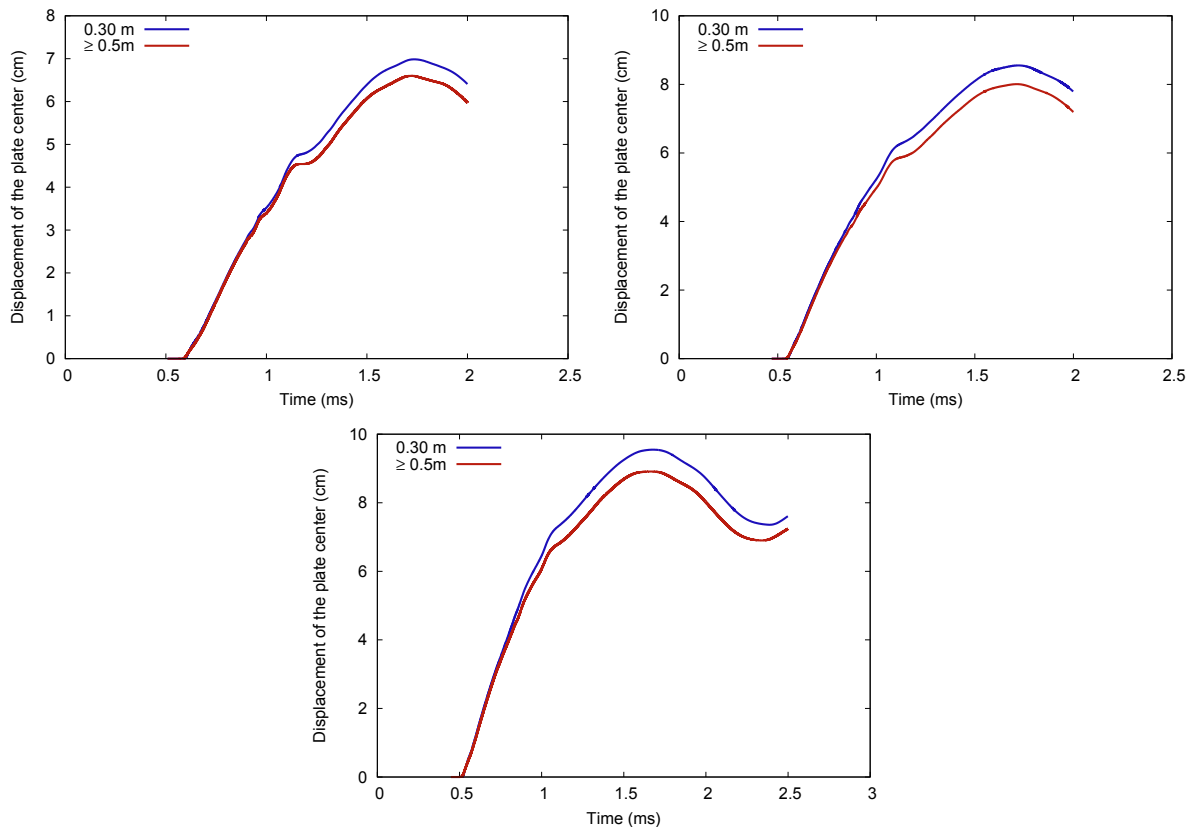 8
7
6
5
4
3
2
1
0
0 0.5 1 1.5 2 2.5
Displacement of the plate center (cm)
Time (ms)
0.30 m
≥ 0.5m
10
8
6
4
2
0
0 0.5 1 1.5 2 2.5
Displacement of the plate center (cm)
Time (ms)
0.30 m
≥ 0.5m
10
8
6
4
2
0
0 0.5 1 1.5 2 2.5 3
Displacement of the plate center (cm)
Time (ms)
0.30 m
≥ 0.5m